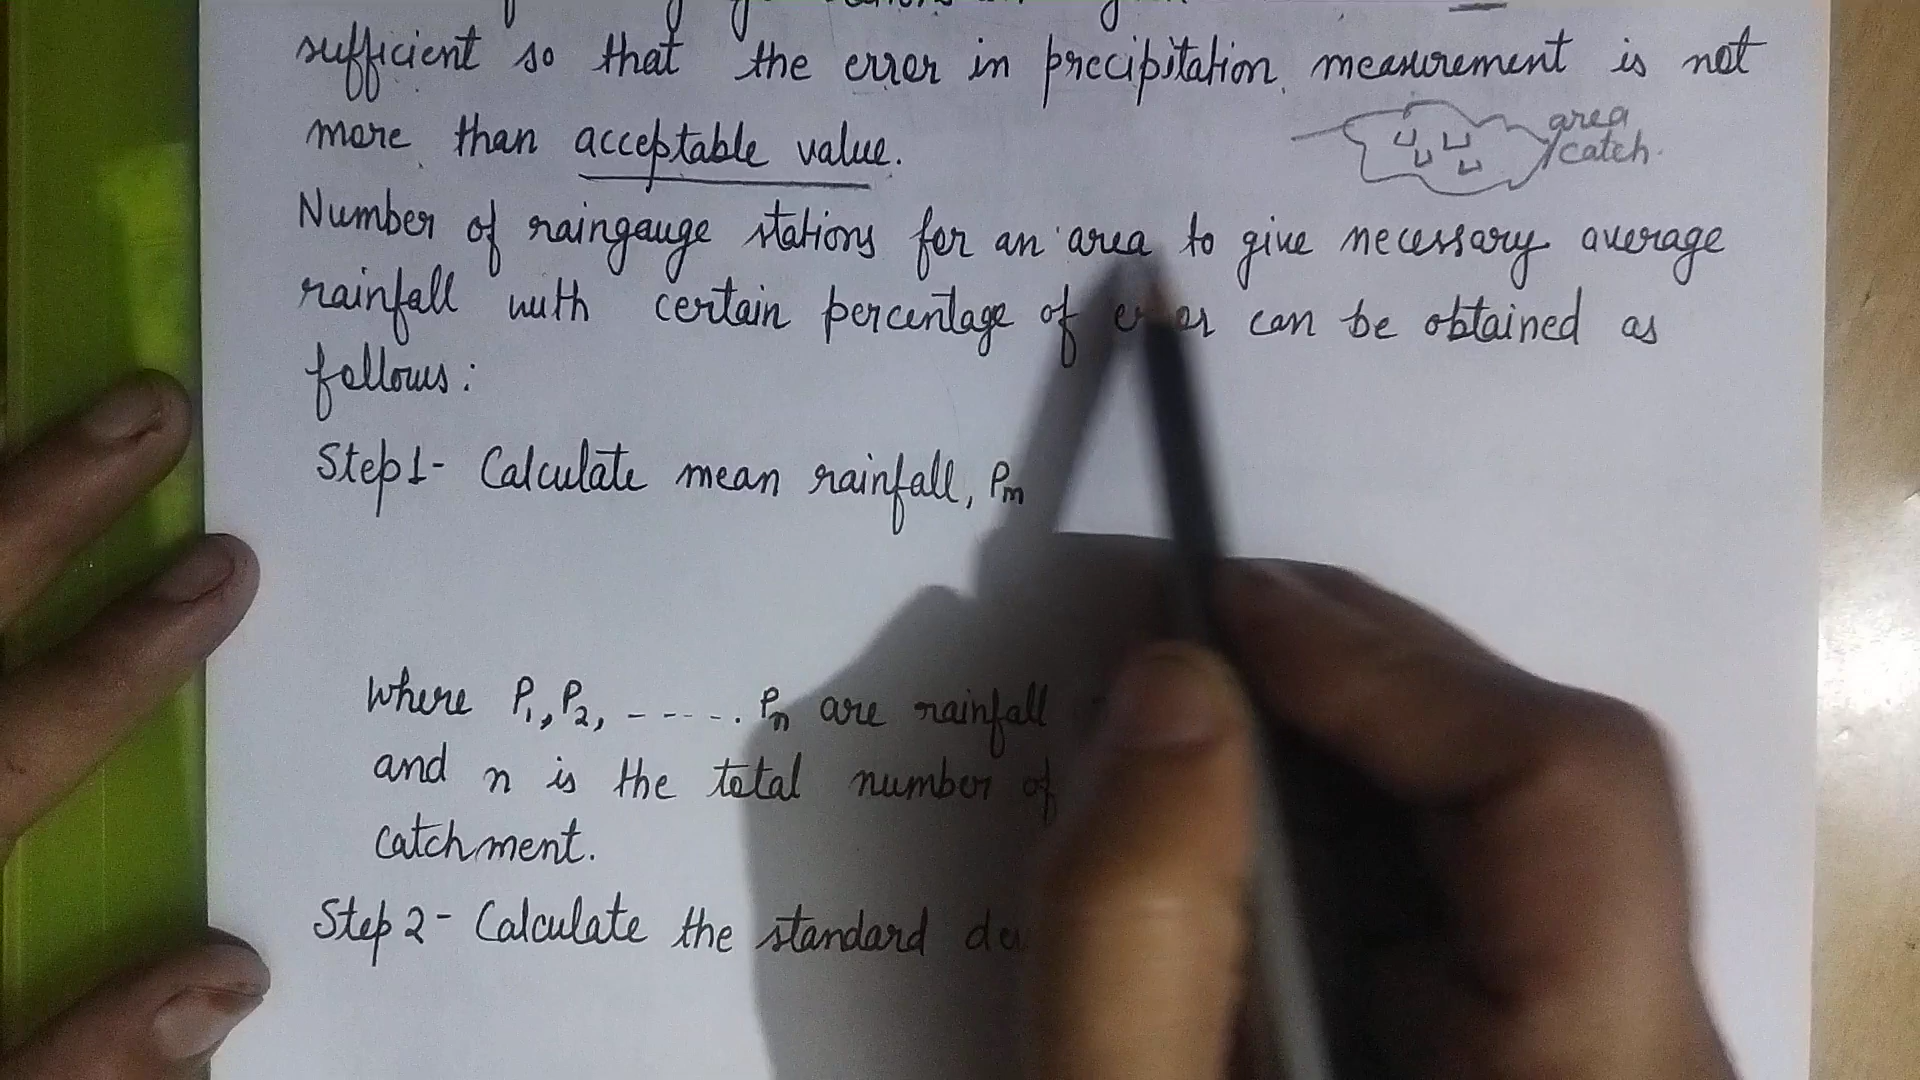 sufficient so that the error in precipitation measurement is not
more than acceptable value.
area
catch.
Number of raingauge stations for an area to give necessary average
rainfall with certain percentage of can be obtained as
follows:
Step 1- Calculate mean rainfall, Pm
where P1, P2, ------. Pn are rainfall
and n is the total number of
catchment.
Step 2- Calculate the standard